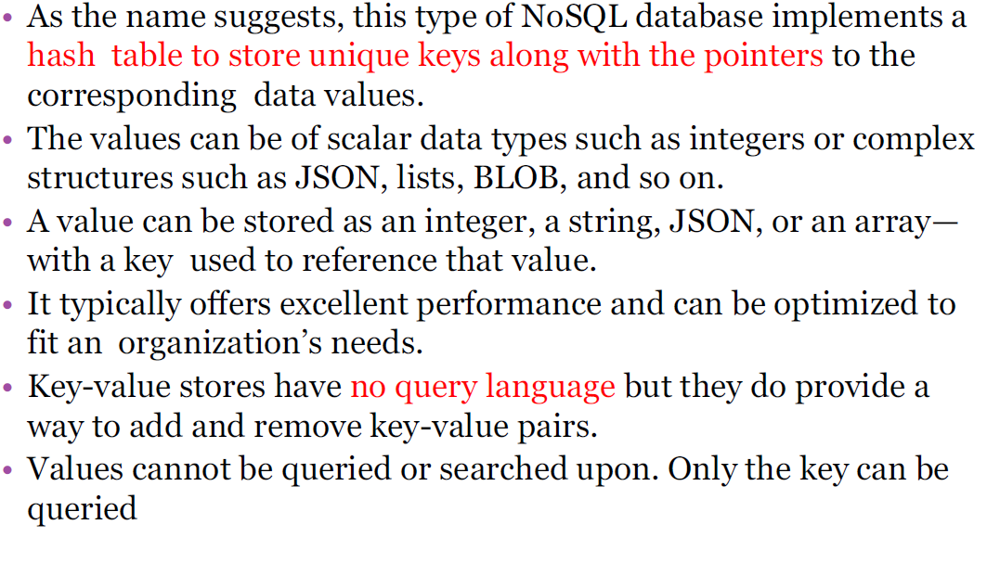 • As the name suggests, this type of NoSQL database implements a
hash table to store unique keys along with the pointers to the
corresponding data values.
• The values can be of scalar data types such as integers or complex
structures such as JSON, lists, BLOB, and so on.
• A value can be stored as an integer, a string, JSON, or an array—
with a key used to reference that value.
• It typically offers excellent performance and can be optimized to
fit an organization’s needs.
• Key-value stores have no query language but they do provide a
way to add and remove key-value pairs.
• Values cannot be queried or searched upon. Only the key can be
queried